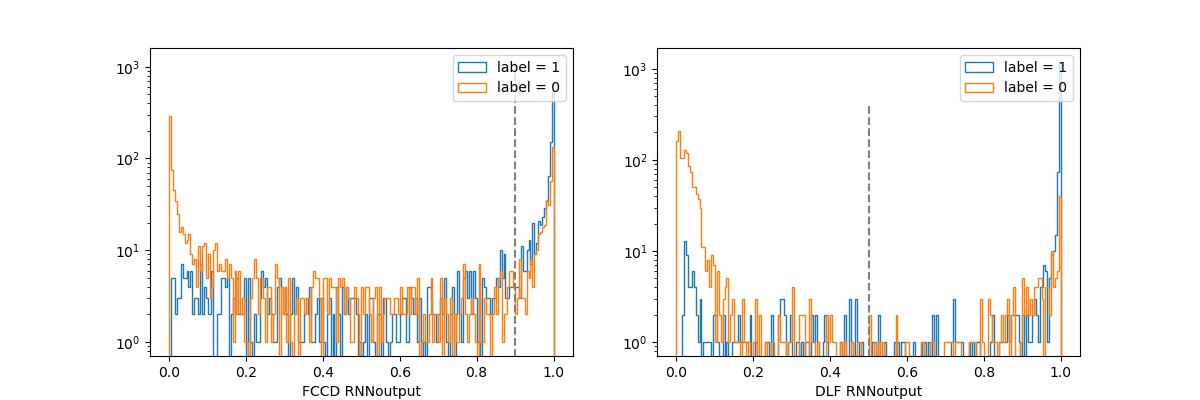 10³
10²
10¹
10⁰
0.0 0.2 0.4 0.6 0.8 1.0
FCCD RNNoutput
label = 1
label = 0
10³
10²
10¹
10⁰
0.0 0.2 0.4 0.6 0.8 1.0
DLF RNNoutput
label = 1
label = 0